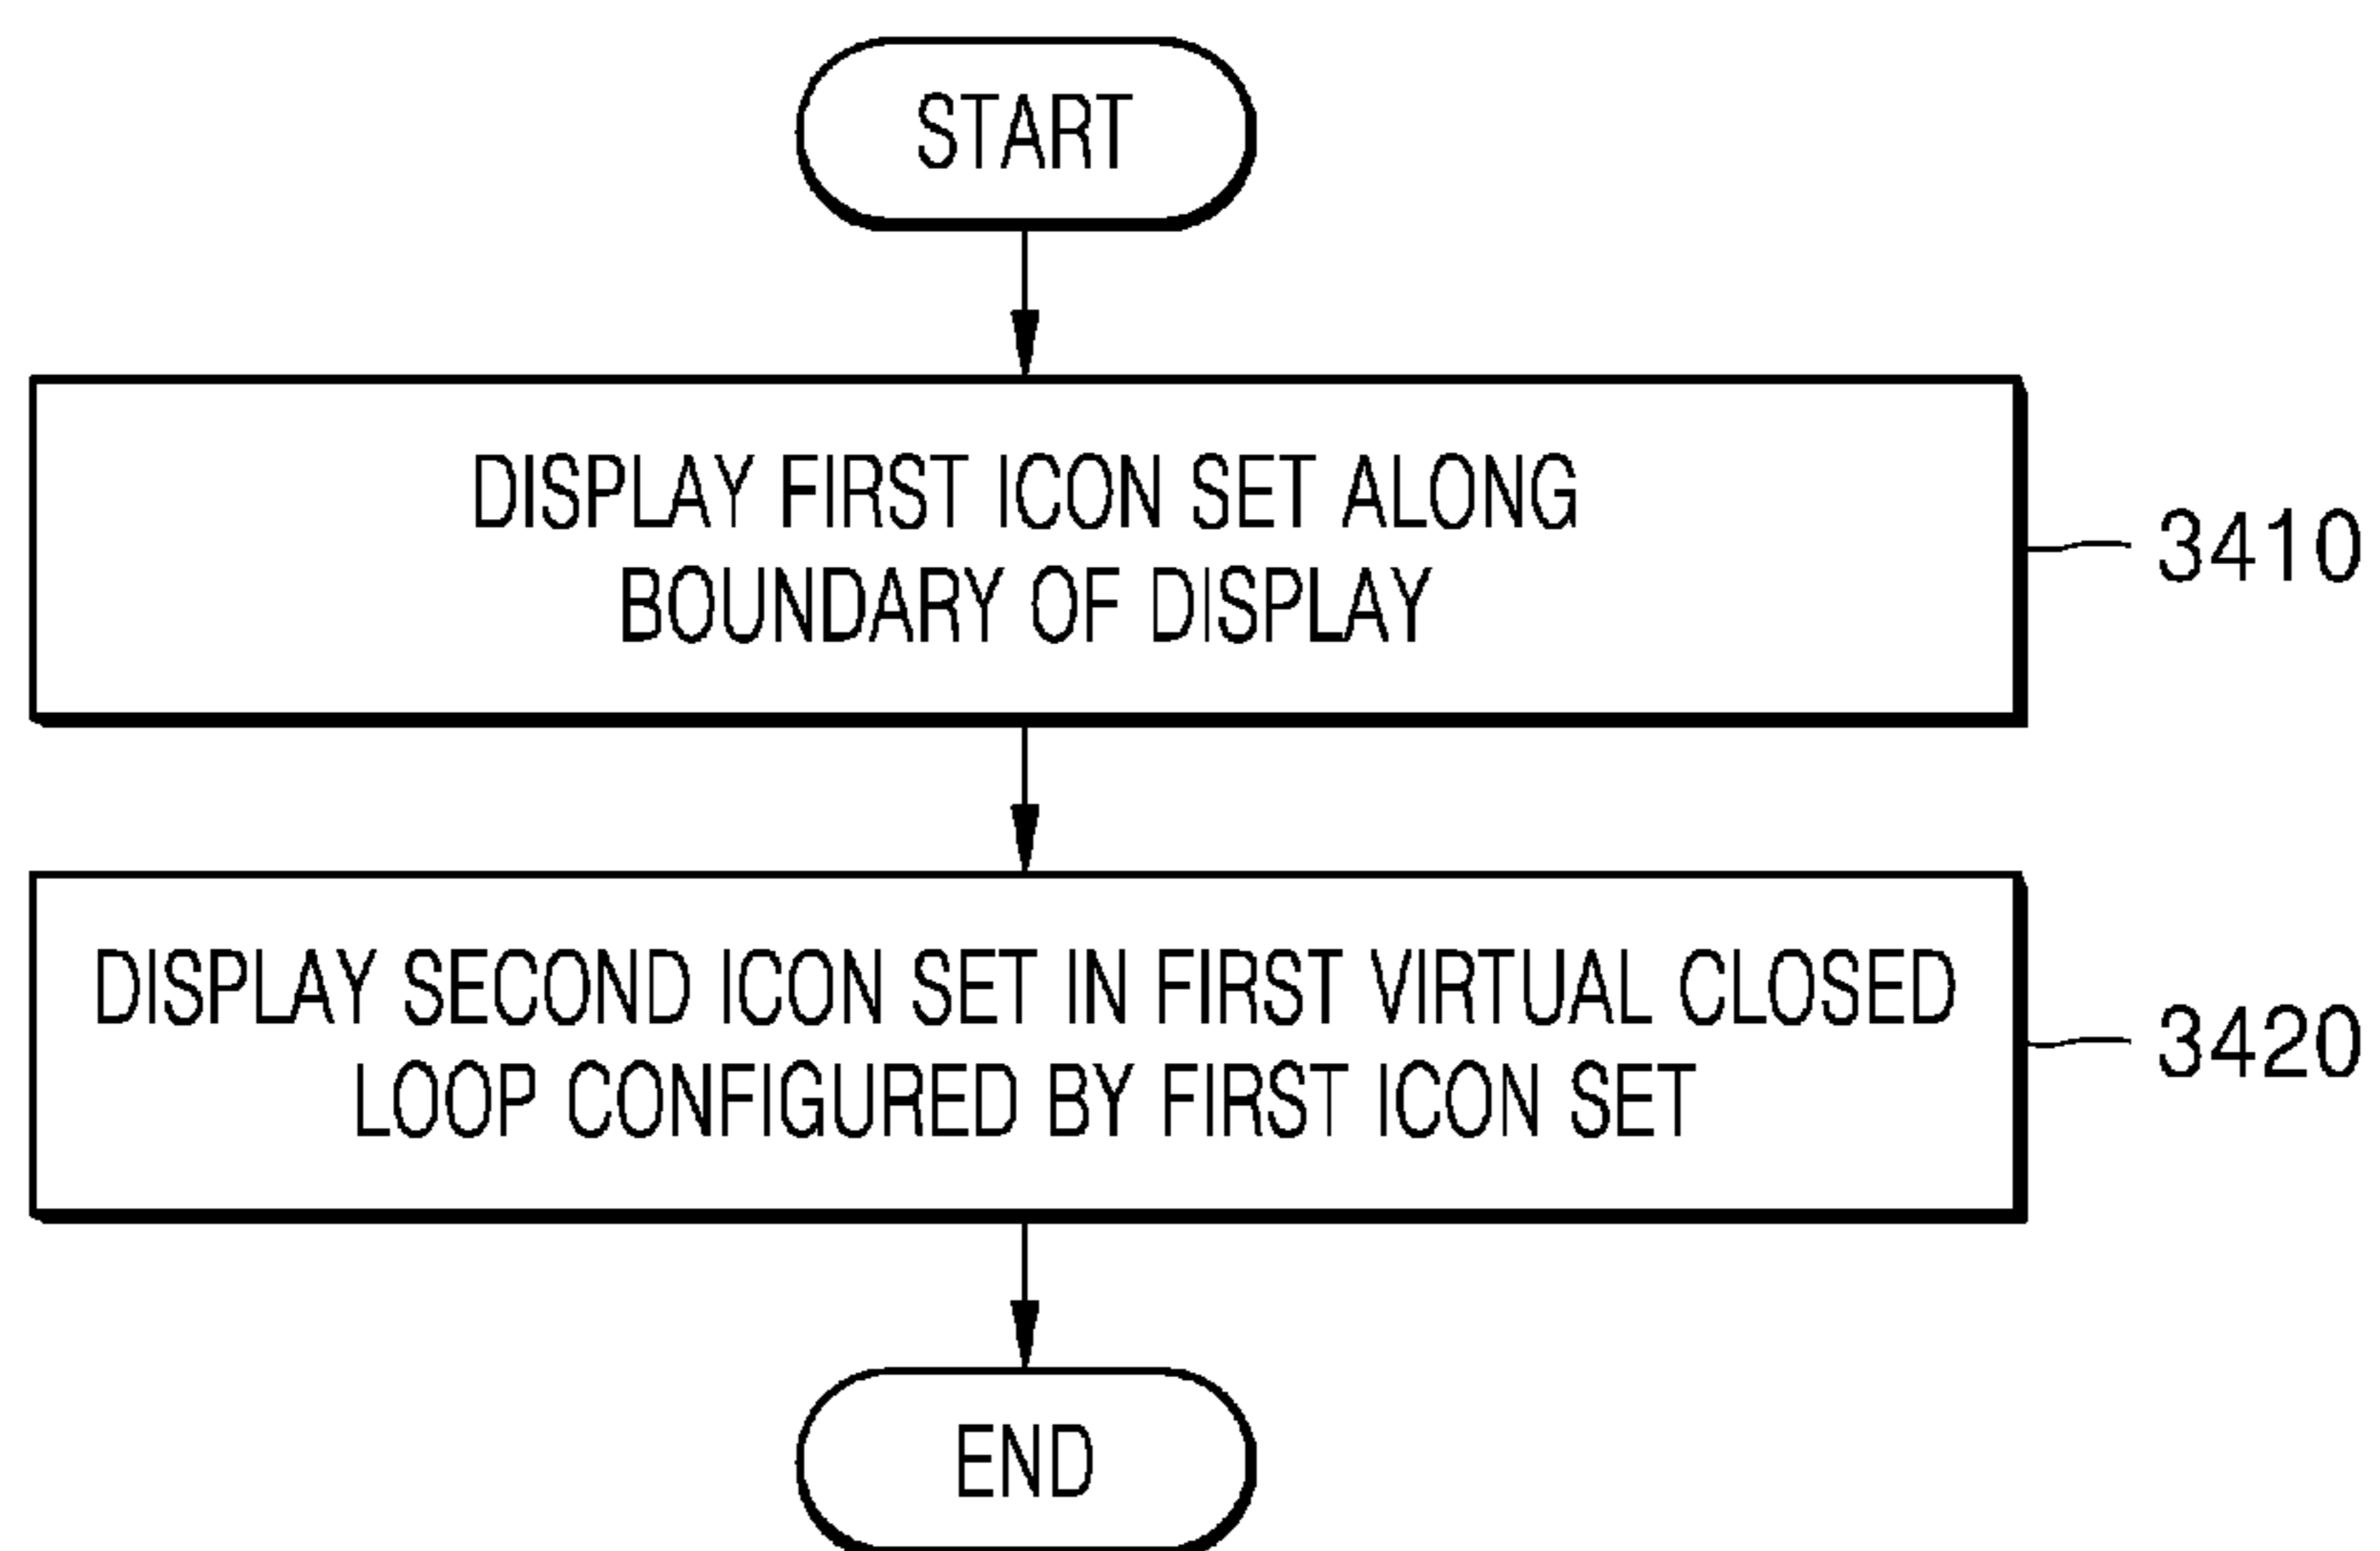 START
DISPLAY FIRST ICON SET ALONG
BOUNDARY OF DISPLAY
3410
DISPLAY SECOND ICON SET IN FIRST VIRTUAL CLOSED
LOOP CONFIGURED BY FIRST ICON SET
3420
END